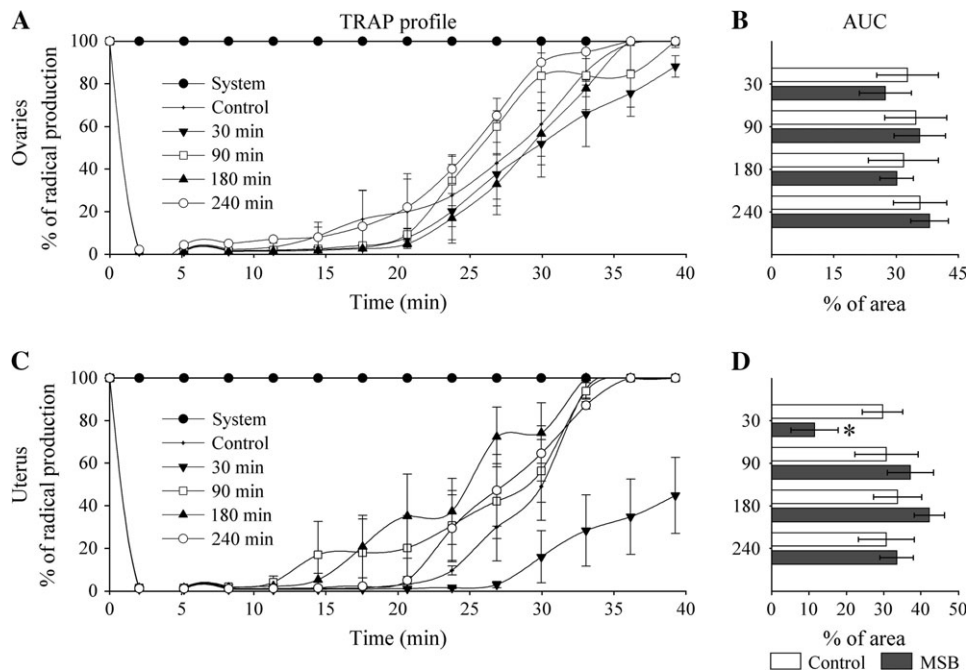 A
TRAP profile
B
AUC
% of radical production
Ovaries
100
80
60
40
20
0
System
Control
30 min
90 min
180 min
240 min
0 5 10 15 20 25 30 35 40
Time (min)
30
90
180
240
0 15 30 45
% of area
C
D
% of radical production
Uterus
100
80
60
40
20
0
System
Control
30 min
90 min
180 min
240 min
0 5 10 15 20 25 30 35 40
Time (min)
30
*
90
180
240
0 10 20 30 40 50
% of area
Control MSB